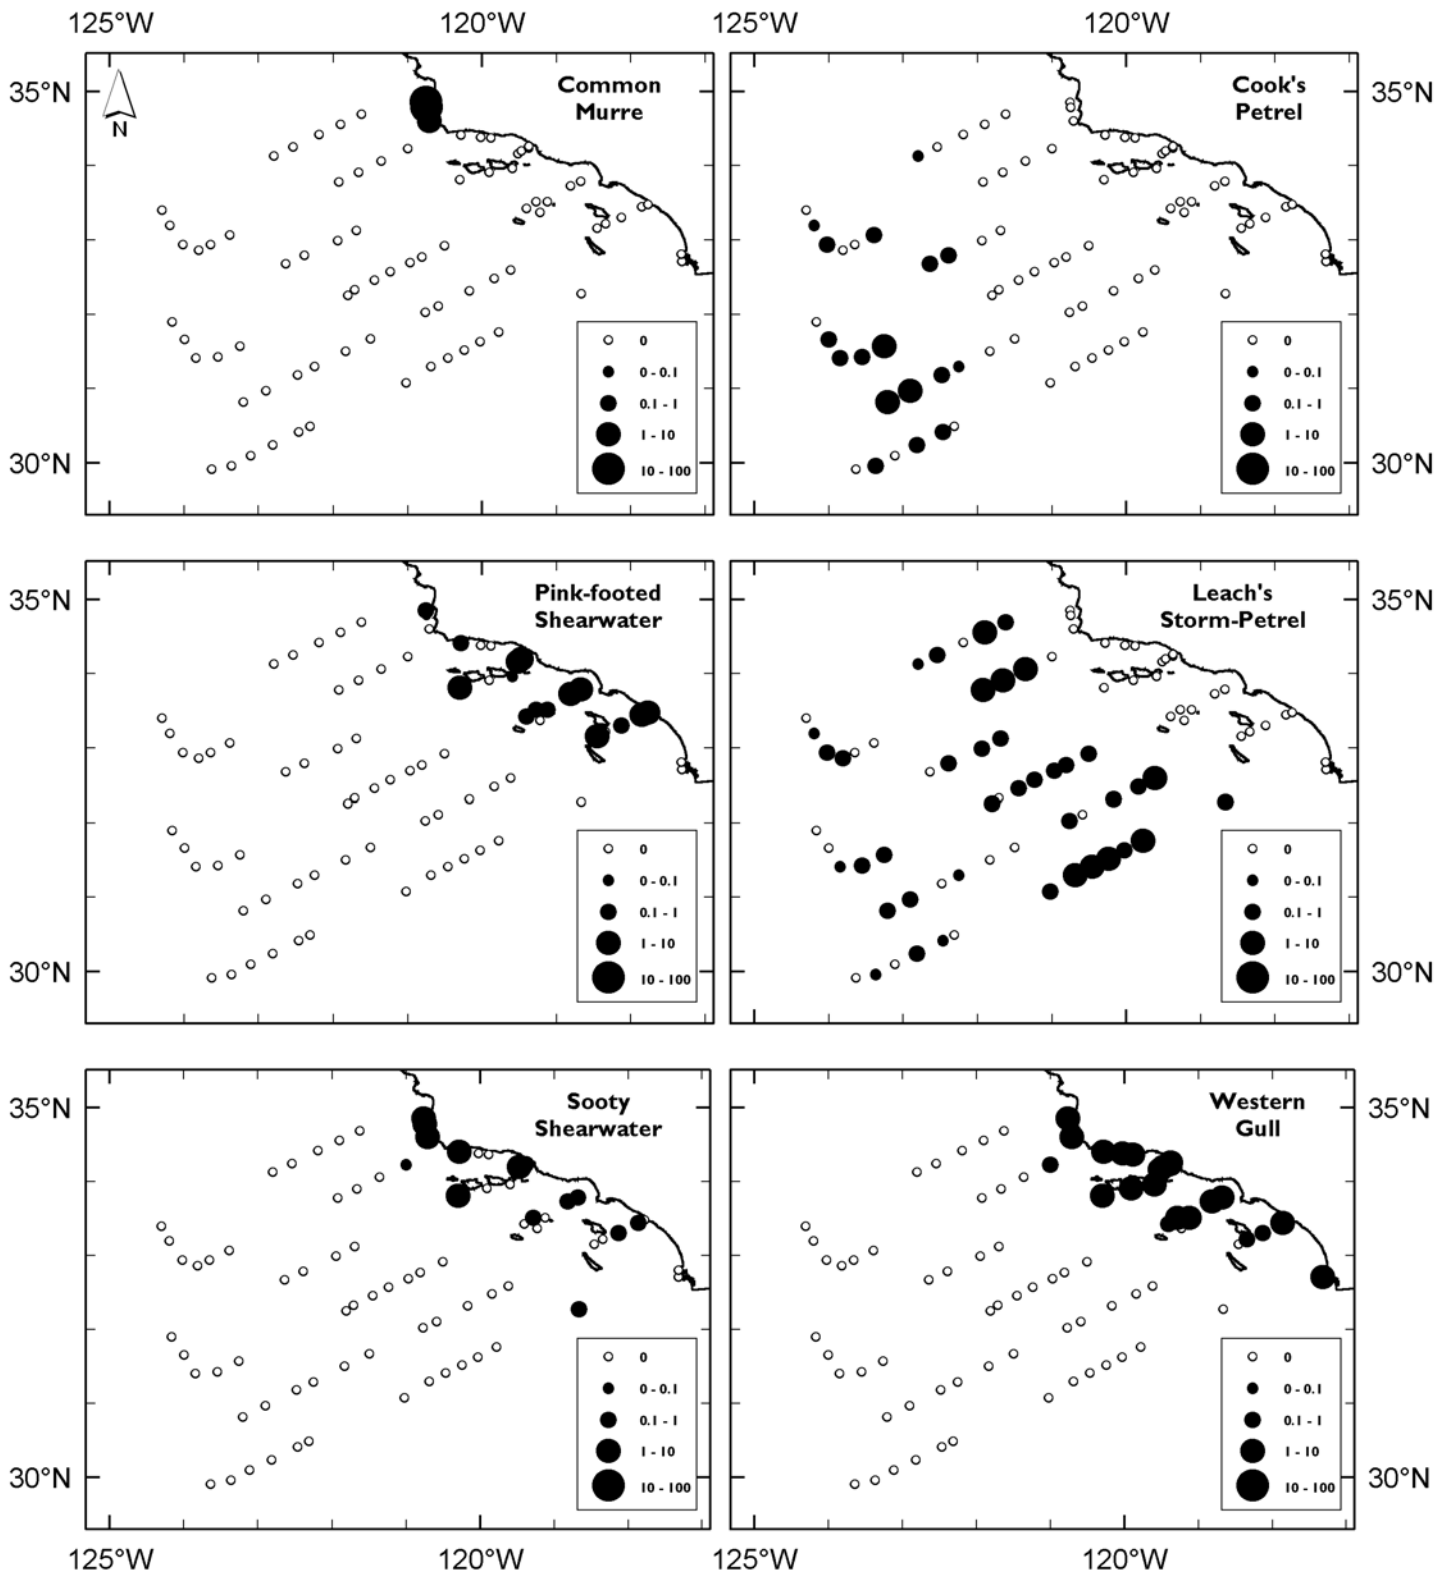 125°W 120°W 125°W 120°W
35°N
N
Common
Murre
0
0 - 0.1
0.1 - 1
1 - 10
10 - 100
30°N
Cook's
Petrel
35°N
0
0 - 0.1
0.1 - 1
1 - 10
10 - 100
30°N
35°N
Pink-footed
Shearwater
0
0 - 0.1
0.1 - 1
1 - 10
10 - 100
30°N
Leach's
Storm-Petrel
35°N
0
0 - 0.1
0.1 - 1
1 - 10
10 - 100
30°N
35°N
Sooty
Shearwater
0
0 - 0.1
0.1 - 1
1 - 10
10 - 100
30°N
Western
Gull
35°N
0
0 - 0.1
0.1 - 1
1 - 10
10 - 100
30°N
125°W 120°W 125°W 120°W